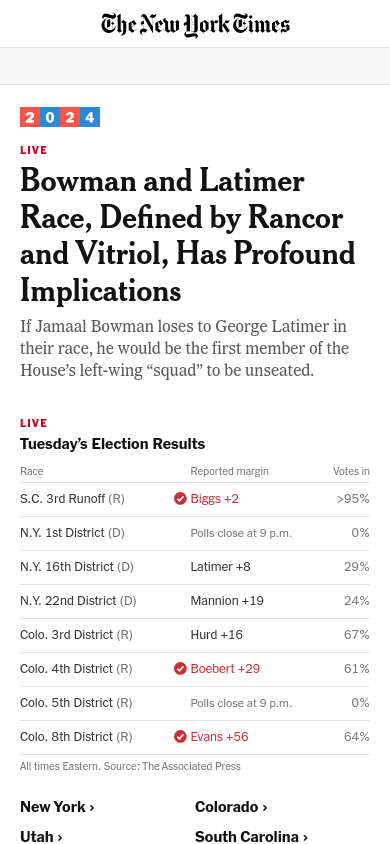 The New York Times
2024
LIVE
Bowman and Latimer
Race, Defined by Rancor
and Vitriol, Has Profound
Implications
If Jamaal Bowman loses to George Latimer in
their race, he would be the first member of the
House’s left-wing “squad” to be unseated.
LIVE
Tuesday’s Election Results
Race Reported margin Votes in
S.C. 3rd Runoff (R) Biggs +2 >95%
N.Y. 1st District (D) Polls close at 9 p.m. 0%
N.Y. 16th District (D) Latimer +8 29%
N.Y. 22nd District (D) Mannion +19 24%
Colo. 3rd District (R) Hurd +16 67%
Colo. 4th District (R) Boebert +29 61%
Colo. 5th District (R) Polls close at 9 p.m. 0%
Colo. 8th District (R) Evans +56 64%
All times Eastern. Source: The Associated Press
New York › Colorado ›
Utah › South Carolina ›